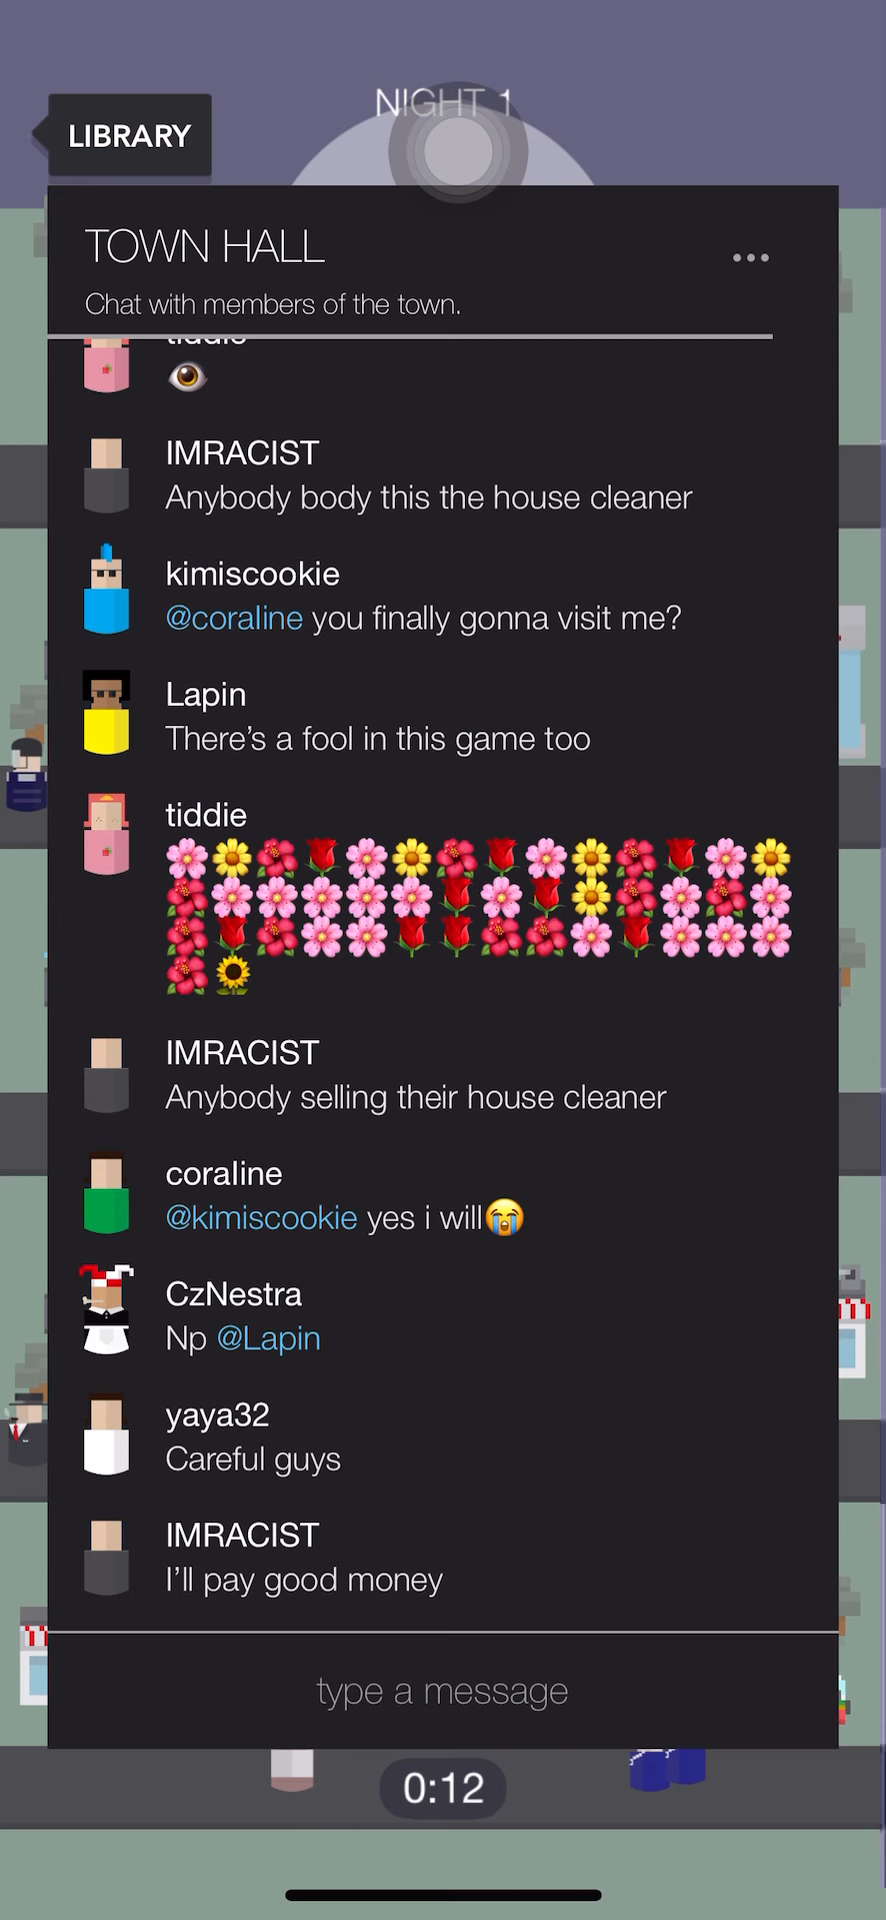 NIGHT 1
LIBRARY
TOWN HALL
Chat with members of the town.
tiddie
👁
IMRACIST
Anybody body this the house cleaner
kimiscookie
@coraline you finally gonna visit me?
Lapin
There's a fool in this game too
tiddie
🌸🌼🌺🌹🌸🌼🌺🌹🌸🌼🌺🌹🌸🌼
🌺🌸🌸🌸🌸🌸🌹🌸🌹🌼🌺🌸🌺🌸
🌺🌹🌺🌸🌸🌹🌹🌺🌺🌸🌹🌸🌸🌸
🌺🌻
IMRACIST
Anybody selling their house cleaner
coraline
@kimiscookie yes i will😭
CzNestra
Np @Lapin
yaya32
Careful guys
IMRACIST
I'll pay good money
type a message
0:12